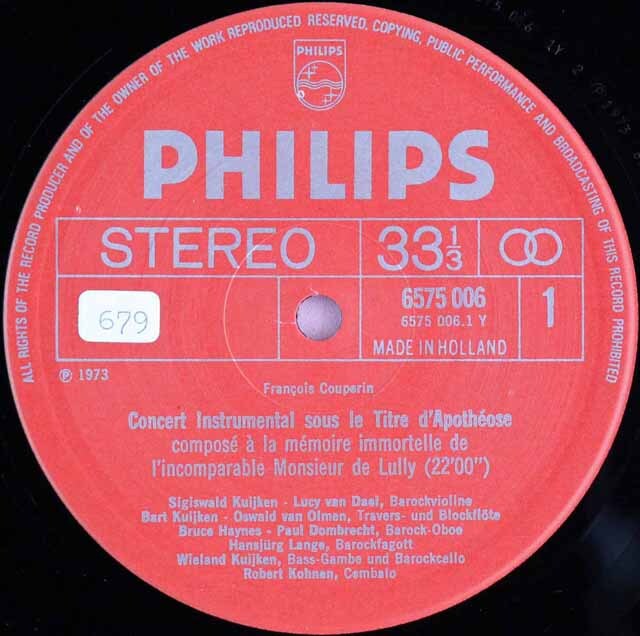 ALL RIGHTS OF THE RECORD PRODUCER AND OF THE OWNER OF THE WORK REPRODUCED RESERVED. COPYING, PUBLIC PERFORMANCE AND BROADCASTING OF THIS RECORD PROHIBITED
PHILIPS
PHILIPS
STEREO 33 1/3
679
6575 006
6575 006.1 Y
1
MADE IN HOLLAND
℗ 1973
François Couperin
Concert Instrumental sous le Titre d'Apothéose
composé à la mémoire immortelle de
l'incomparable Monsieur de Lully (22'00")
Sigiswald Kuijken - Lucy van Dael, Barockvioline
Bart Kuijken - Oswald van Olmen, Travers- und Blockflöte
Bruce Haynes - Paul Dombrecht, Barock-Oboe
Hansjürg Lange, Barockfagott
Wieland Kuijken, Bass-Gambe und Barockcello
Robert Kohnen, Cembalo